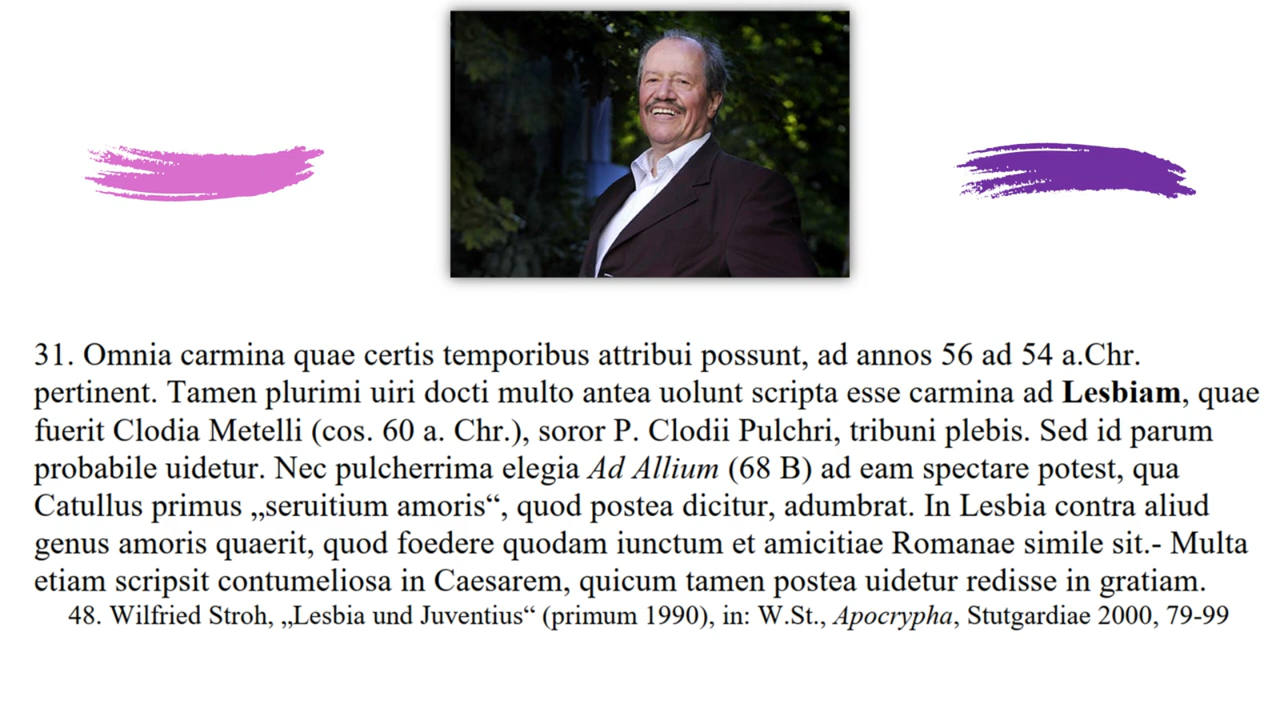 31. Omnia carmina quae certis temporibus attribui possunt, ad annos 56 ad 54 a.Chr.
pertinent. Tamen plurimi uiri docti multo antea uolunt scripta esse carmina ad Lesbiam, quae
fuerit Clodia Metelli (cos. 60 a. Chr.), soror P. Clodii Pulchri, tribuni plebis. Sed id parum
probabile uidetur. Nec pulcherrima elegia Ad Allium (68 B) ad eam spectare potest, qua
Catullus primus „seruitium amoris“, quod postea dicitur, adumbrat. In Lesbia contra aliud
genus amoris quaerit, quod foedere quodam iunctum et amicitiae Romanae simile sit.- Multa
etiam scripsit contumeliosa in Caesarem, quicum tamen postea uidetur redisse in gratiam.
48. Wilfried Stroh, „Lesbia und Juventius“ (primum 1990), in: W.St., Apocrypha, Stutgardiae 2000, 79-99